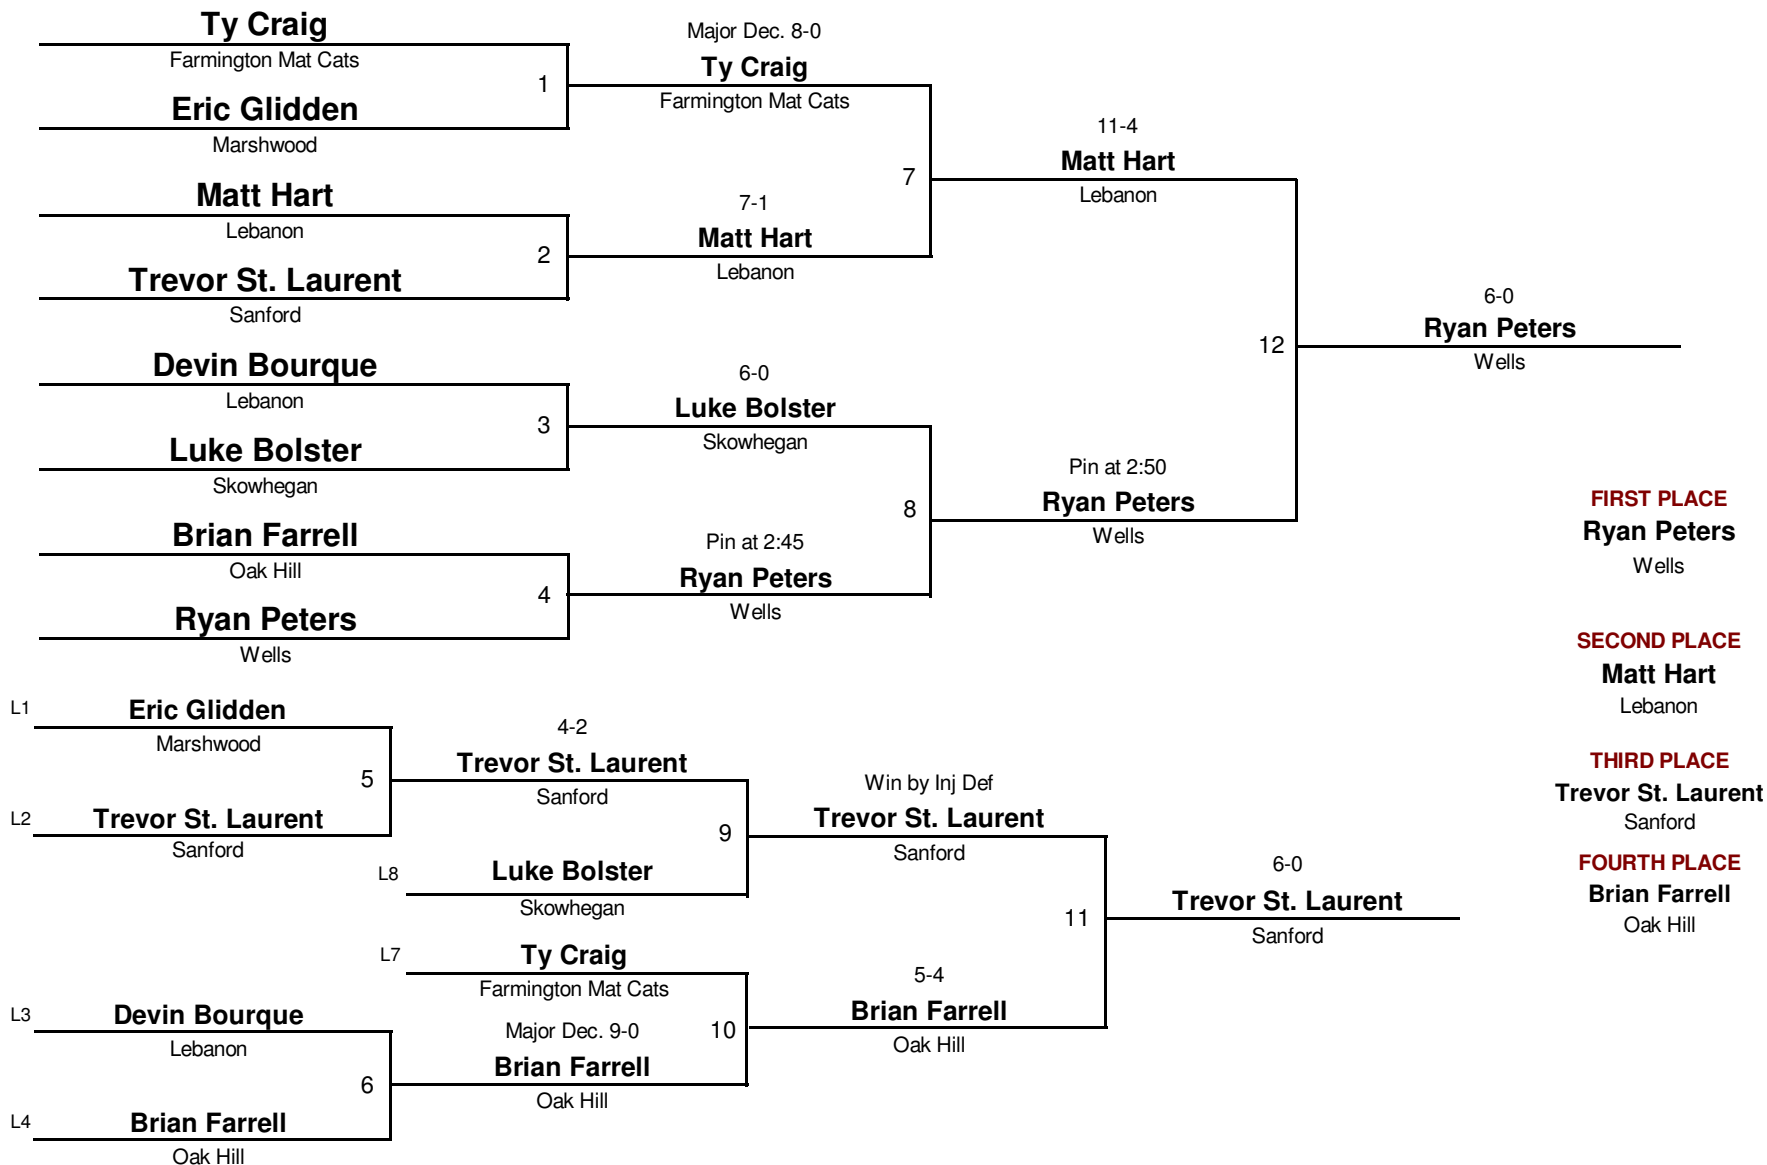 Ty Craig
Farmington Mat Cats
1
Eric Glidden
Marshwood
Matt Hart
Lebanon
2
Trevor St. Laurent
Sanford
Devin Bourque
Lebanon
3
Luke Bolster
Skowhegan
Brian Farrell
Oak Hill
4
Ryan Peters
Wells
Major Dec. 8-0
Ty Craig
Farmington Mat Cats
7
7-1
Matt Hart
Lebanon
6-0
Luke Bolster
Skowhegan
8
Pin at 2:45
Ryan Peters
Wells
11-4
Matt Hart
Lebanon
12
Pin at 2:50
Ryan Peters
Wells
6-0
Ryan Peters
Wells
L1
Eric Glidden
Marshwood
5
L2
Trevor St. Laurent
Sanford
L3
Devin Bourque
Lebanon
6
L4
Brian Farrell
Oak Hill
4-2
Trevor St. Laurent
Sanford
9
L8
Luke Bolster
Skowhegan
L7
Ty Craig
Farmington Mat Cats
10
Major Dec. 9-0
Brian Farrell
Oak Hill
Win by Inj Def
Trevor St. Laurent
Sanford
11
5-4
Brian Farrell
Oak Hill
6-0
Trevor St. Laurent
Sanford
FIRST PLACE
Ryan Peters
Wells
SECOND PLACE
Matt Hart
Lebanon
THIRD PLACE
Trevor St. Laurent
Sanford
FOURTH PLACE
Brian Farrell
Oak Hill